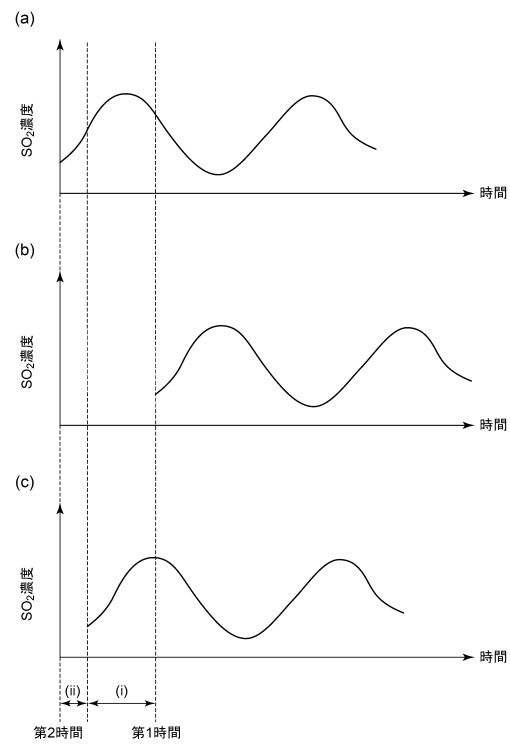 (a)
SO2濃度
時間
(b)
SO2濃度
時間
(c)
SO2濃度
時間
(ii)
(i)
第2時間
第1時間